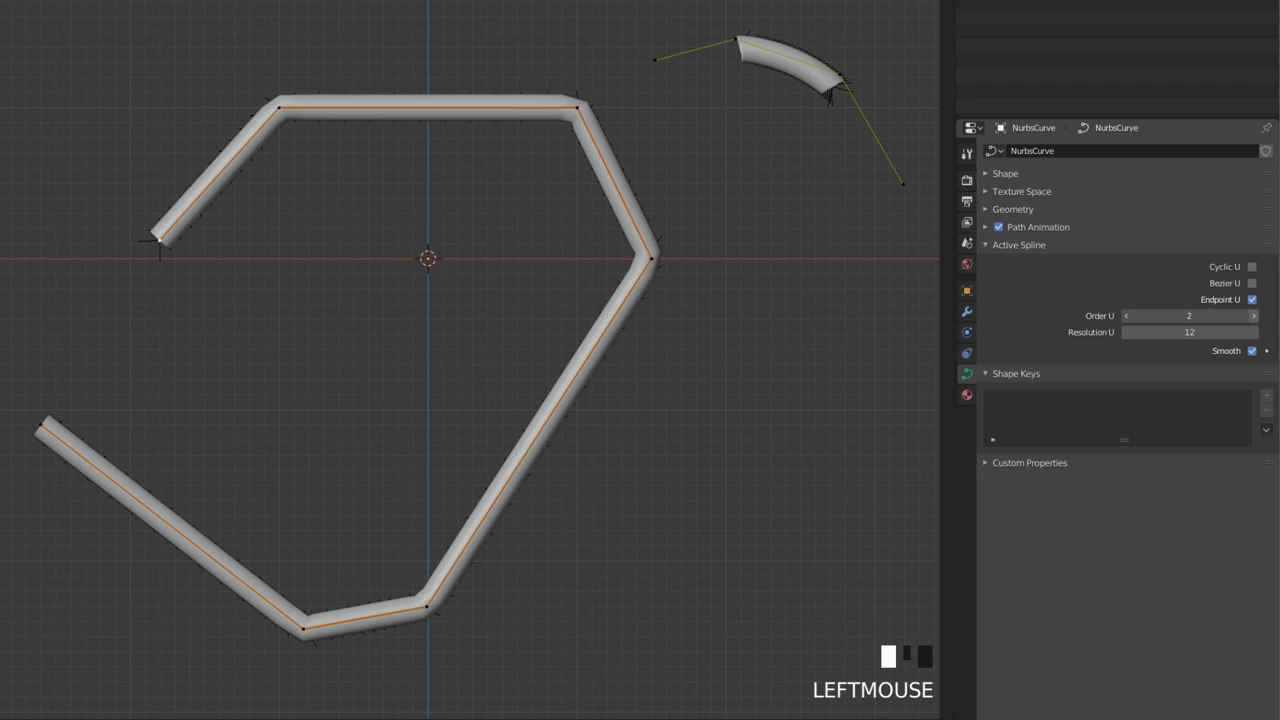 NurbsCurve NurbsCurve
NurbsCurve
Shape
Texture Space
Geometry
Path Animation
Active Spline
Cyclic U
Bezier U
Endpoint U
Order U 2
Resolution U 12
Smooth
Shape Keys
Custom Properties
LEFTMOUSE